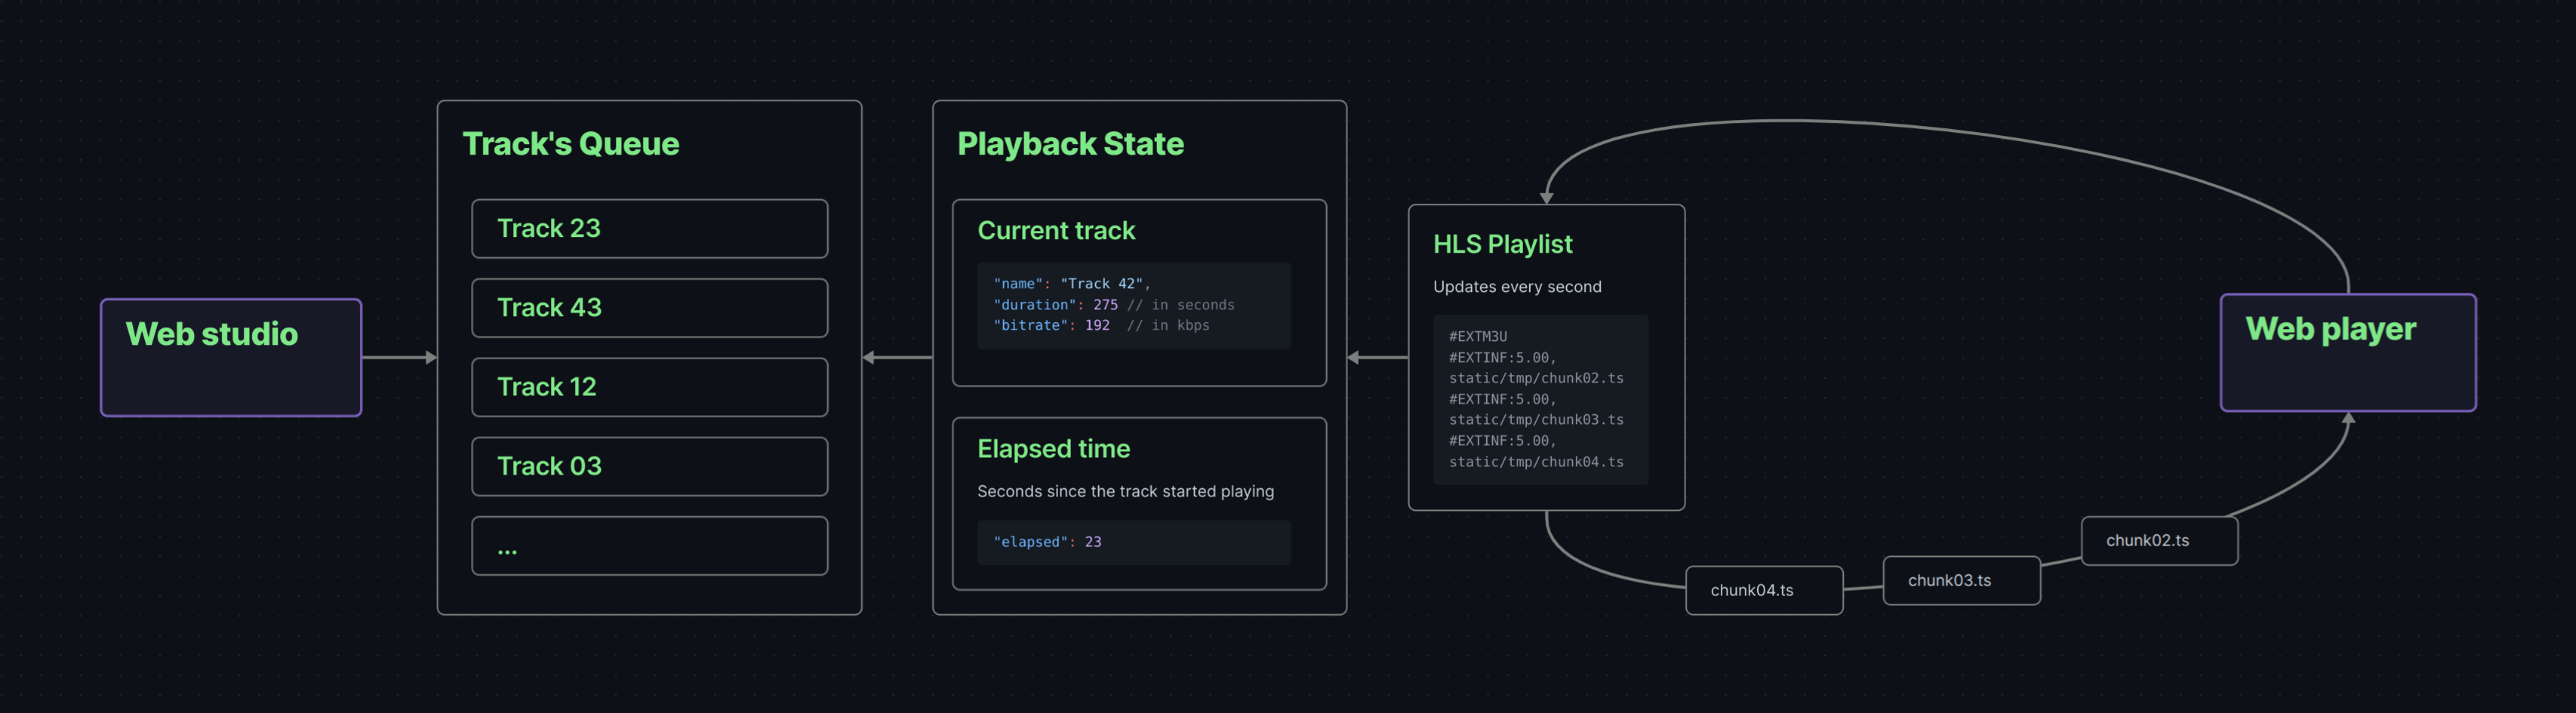 Web studio
Track's Queue
Track 23
Track 43
Track 12
Track 03
...
Playback State
Current track
"name": "Track 42",
"duration": 275 // in seconds
"bitrate": 192  // in kbps
Elapsed time
Seconds since the track started playing
"elapsed": 23
HLS Playlist
Updates every second
#EXTM3U
#EXTINF:5.00,
static/tmp/chunk02.ts
#EXTINF:5.00,
static/tmp/chunk03.ts
#EXTINF:5.00,
static/tmp/chunk04.ts
chunk04.ts
chunk03.ts
chunk02.ts
Web player